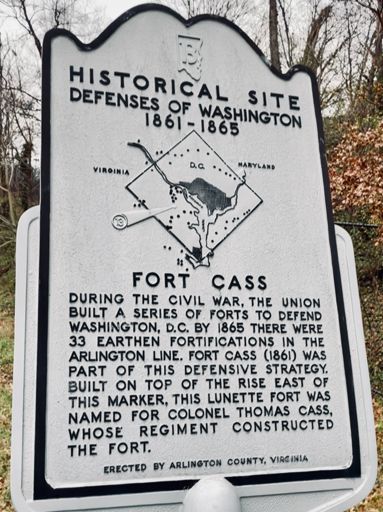 HISTORICAL SITE
DEFENSES OF WASHINGTON
1861-1865
D.C.
VIRGINIA
MARYLAND
FORT CASS
DURING THE CIVIL WAR, THE UNION
BUILT A SERIES OF FORTS TO DEFEND
WASHINGTON, D.C. BY 1865 THERE WERE
33 EARTHEN FORTIFICATIONS IN THE
ARLINGTON LINE. FORT CASS (1861) WAS
PART OF THIS DEFENSIVE STRATEGY.
BUILT ON TOP OF THE RISE EAST OF
THIS MARKER, THIS LUNETTE FORT WAS
NAMED FOR COLONEL THOMAS CASS,
WHOSE REGIMENT CONSTRUCTED
THE FORT.
ERECTED BY ARLINGTON COUNTY, VIRGINIA